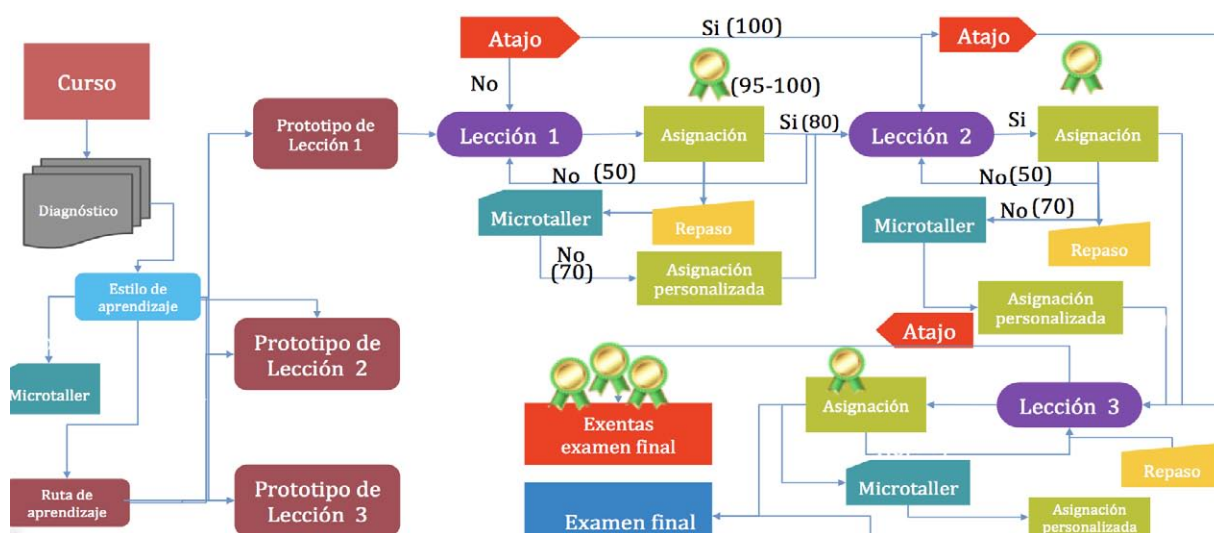 Curso
Diagnóstico
Estilo de
aprendizaje
Microtaller
Ruta de
aprendizaje
Prototipo de
Lección 1
Prototipo de
Lección 2
Prototipo de
Lección 3
Atajo
Si (100)
No
(95-100)
Lección 1
Asignación
Si (80)
No (50)
Microtaller
Repaso
No
(70)
Asignación
personalizada
Atajo
Lección 2
Si
Asignación
No (50)
No (70)
Microtaller
Repaso
Asignación
personalizada
Atajo
Lección 3
Asignación
Exentas
examen final
Repaso
Microtaller
Asignación
personalizada
Examen final